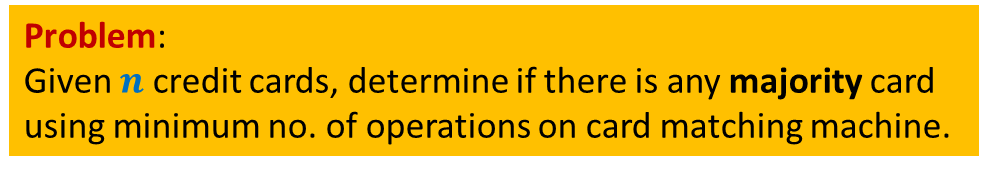 Problem:
Given n credit cards, determine if there is any majority card
using minimum no. of operations on card matching machine.